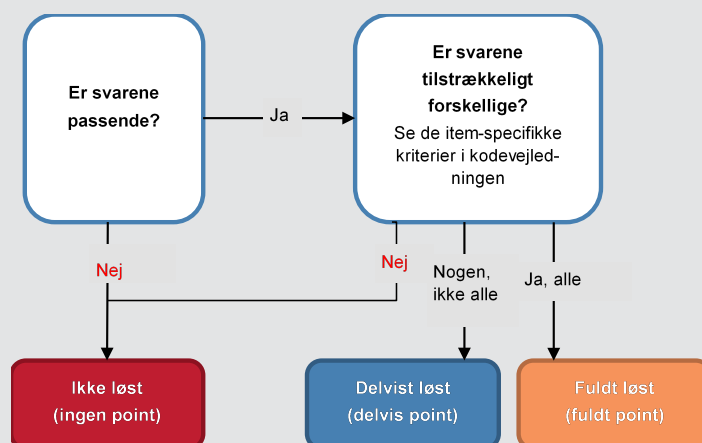 Er svarene
passende?
Ja
Er svarene
tilstrækkeligt
forskellige?
Se de item-specifikke
kriterier i kodevejled-
ningen
Nej
Nej
Nogen,
ikke alle
Ja, alle
Ikke løst
(ingen point)
Delvist løst
(delvis point)
Fuldt løst
(fuldt point)